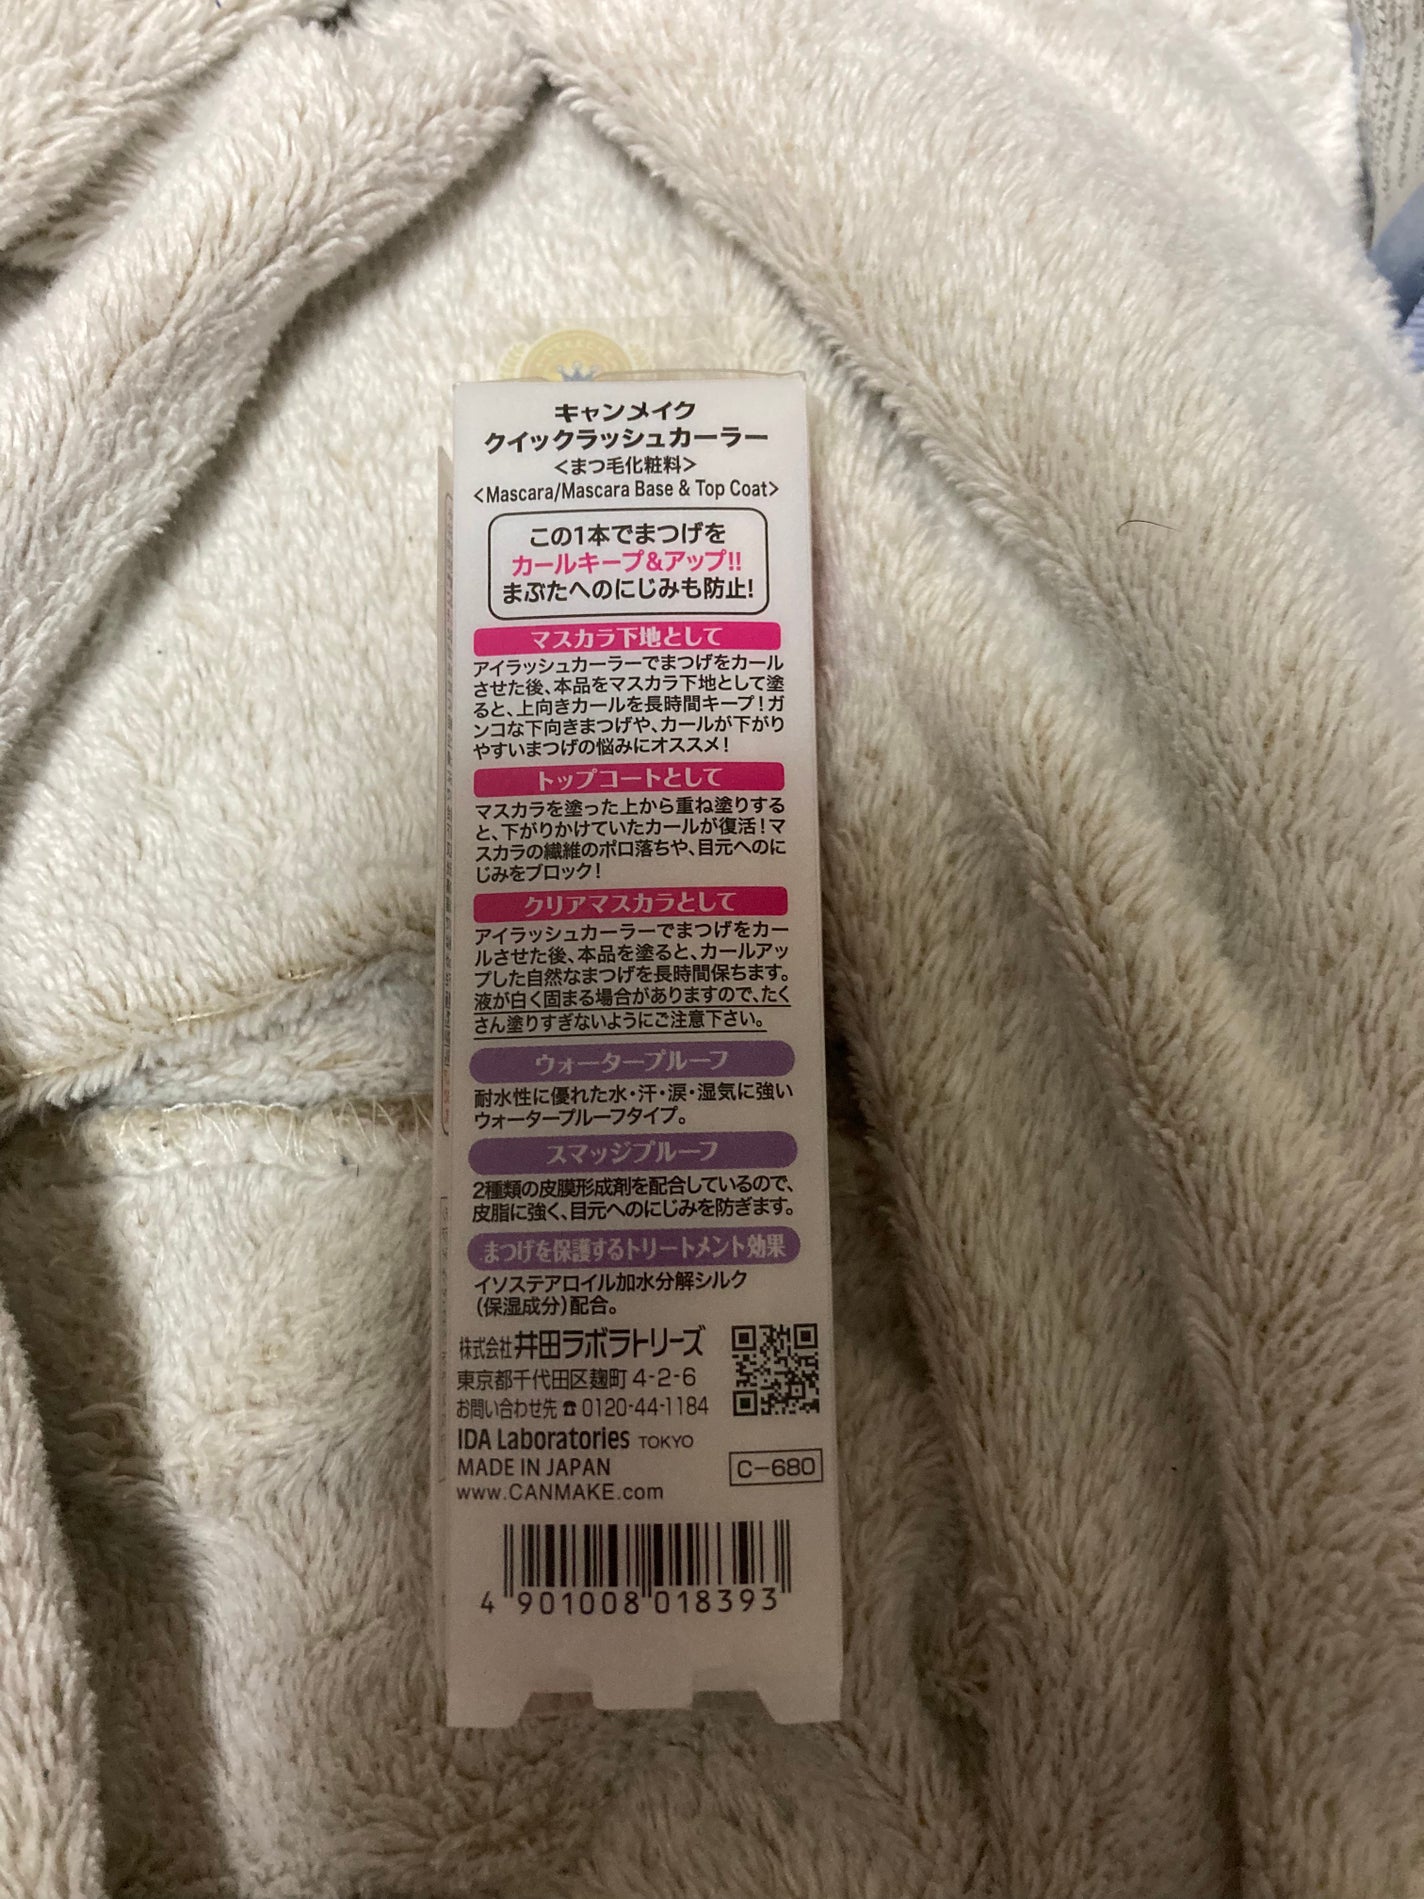 キャンメイク
クイックラッシュカーラー
<まつ毛化粧料>
<Mascara/Mascara Base & Top Coat>
この1本でまつげを
カールキープ&アップ!!
まぶたへのにじみも防止!
マスカラ下地として
アイラッシュカーラーでまつげをカール
させた後、本品をマスカラ下地として塗
ると、上向きカールを長時間キープ!ガ
ンコな下向きまつげや、カールが下がり
やすいまつげの悩みにオススメ!
トップコートとして
マスカラを塗った上から重ね塗りする
と、下がりかけていたカールが復活!マ
スカラの繊維のポロ落ちや、目元へのに
じみをブロック!
クリアマスカラとして
アイラッシュカーラーでまつげをカー
ルさせた後、本品を塗ると、カールアッ
プした自然なまつげを長時間保ちます。
液が白く固まる場合がありますので、たく
さん塗りすぎないようにご注意下さい。
ウォータープルーフ
耐水性に優れた水・汗・涙・湿気に強い
ウォータープルーフタイプ。
スマッジプルーフ
2種類の皮膜形成剤を配合しているので、
皮脂に強く、目元へのにじみを防ぎます。
まつげを保護するトリートメント効果
イソステアロイル加水分解シルク
(保湿成分)配合。
株式会社井田ラボラトリーズ
東京都千代田区麹町 4-2-6
お問い合わせ先 ☎ 0120-44-1184
IDA Laboratories TOKYO
MADE IN JAPAN
C-680
www.CANMAKE.com
4 901008 018393